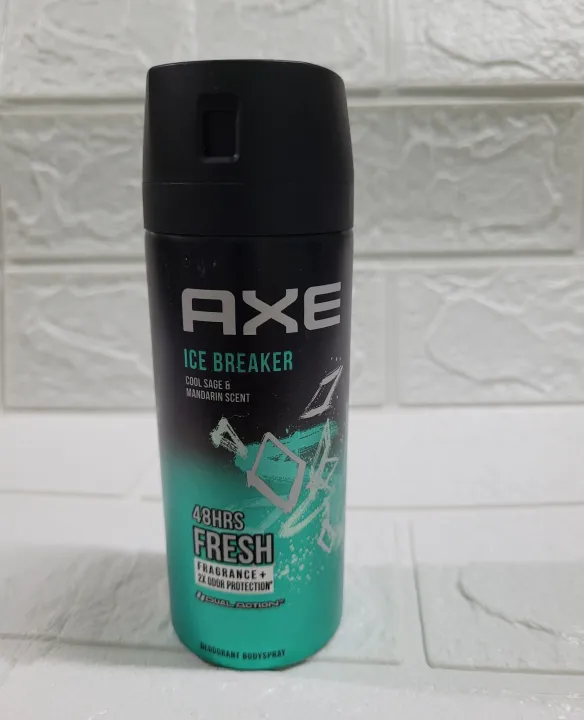 AXE
ICE BREAKER
COOL SAGE &
MANDARIN SCENT
48HRS
FRESH
FRAGRANCE +
2X ODOR PROTECTION*
DUAL ACTION
DEODORANT BODYSPRAY